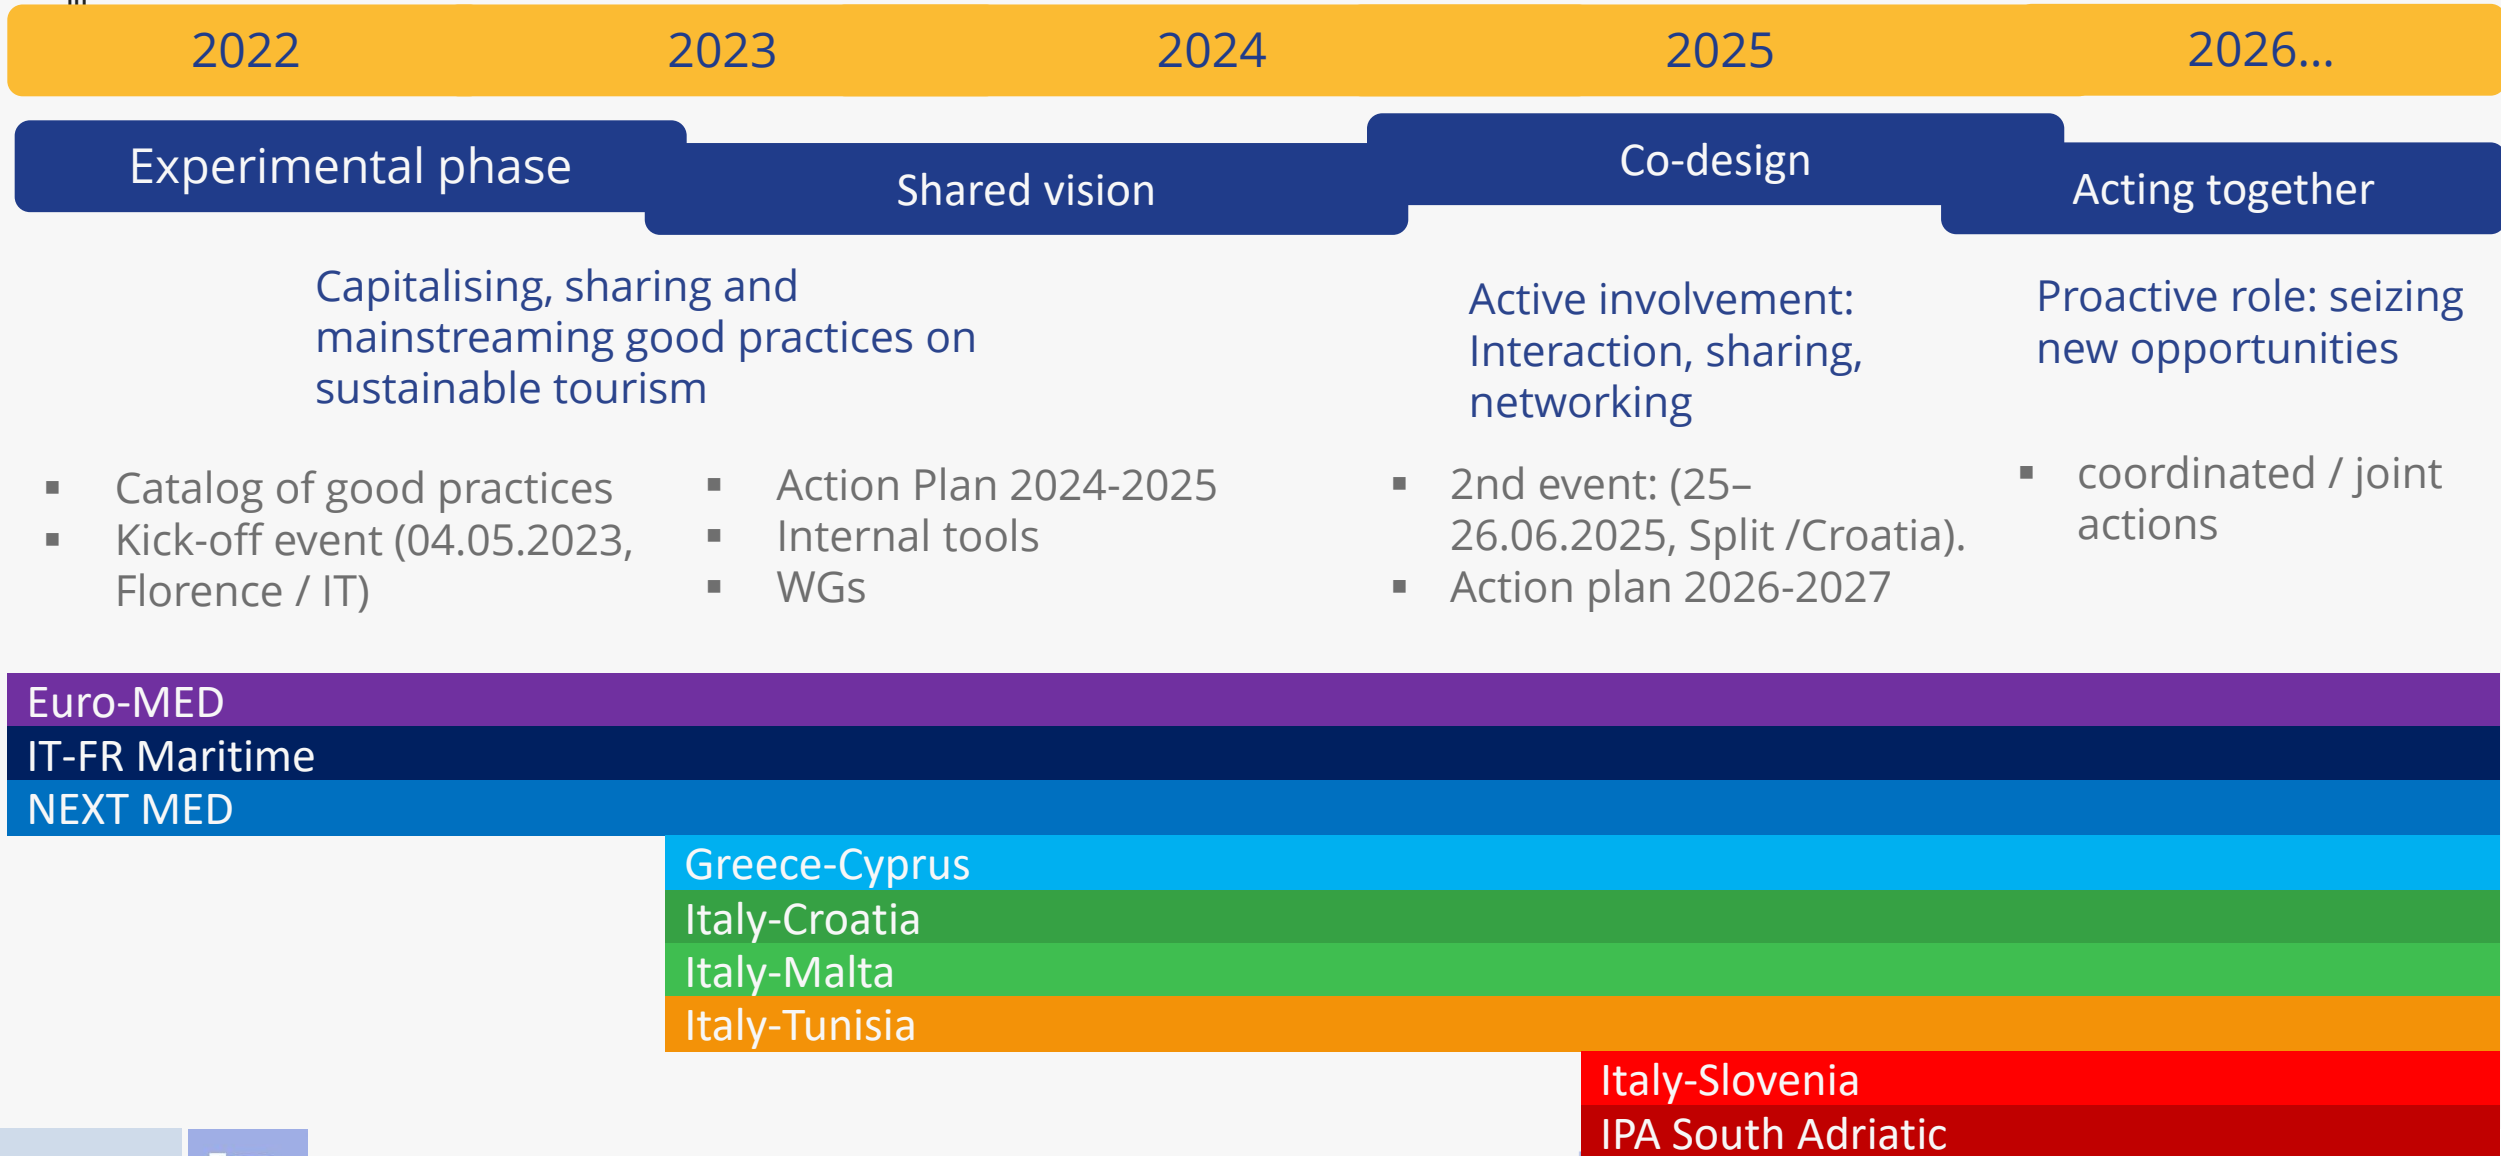 2022
2023
2024
2025
2026...
Experimental phase
Shared vision
Co-design
Acting together
Capitalising, sharing and
mainstreaming good practices on
sustainable tourism
Active involvement:
Interaction, sharing,
networking
Proactive role: seizing
new opportunities
▪ Catalog of good practices
▪ Kick-off event (04.05.2023,
Florence / IT)
▪ Action Plan 2024-2025
▪ Internal tools
▪ WGs
▪ 2nd event: (25–
26.06.2025, Split /Croatia).
▪ Action plan 2026-2027
▪ coordinated / joint
actions
Euro-MED
IT-FR Maritime
NEXT MED
Greece-Cyprus
Italy-Croatia
Italy-Malta
Italy-Tunisia
Italy-Slovenia
IPA South Adriatic